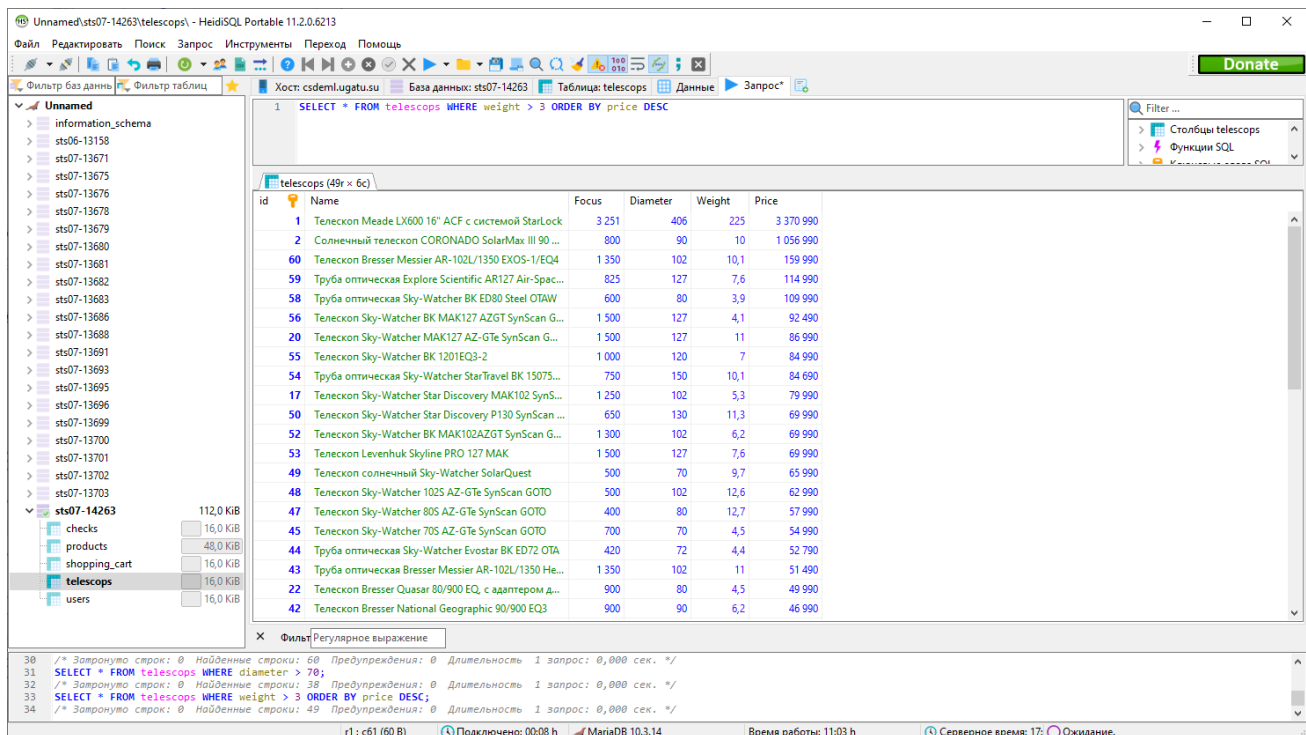 Unnamed\sts07-14263\telescops\ - HeidiSQL Portable 11.2.0.6213
Файл Редактировать Поиск Запрос Инструменты Переход Помощь
Donate
Фильтр баз даннь Фильтр таблиц Хост: csdeml.ugatu.su База данных: sts07-14263 Таблица: telescops Данные Запрос*
Unnamed
information_schema
sts06-13158
sts07-13671
sts07-13675
sts07-13676
sts07-13678
sts07-13679
sts07-13680
sts07-13681
sts07-13682
sts07-13683
sts07-13686
sts07-13688
sts07-13691
sts07-13693
sts07-13695
sts07-13696
sts07-13699
sts07-13700
sts07-13701
sts07-13702
sts07-13703
sts07-14263 112,0 KiB
checks 16,0 KiB
products 48,0 KiB
shopping_cart 16,0 KiB
telescops 16,0 KiB
users 16,0 KiB
1 SELECT * FROM telescops WHERE weight > 3 ORDER BY price DESC
Filter ...
Столбцы telescops
Функции SQL
telescops (49r × 6c)
id Name Focus Diameter Weight Price
1 Телескоп Meade LX600 16" ACF с системой StarLock 3 251 406 225 3 370 990
2 Солнечный телескоп CORONADO SolarMax III 90 ... 800 90 10 1 056 990
60 Телескоп Bresser Messier AR-102L/1350 EXOS-1/EQ4 1 350 102 10,1 159 990
59 Труба оптическая Explore Scientific AR127 Air-Spac... 825 127 7,6 114 990
58 Труба оптическая Sky-Watcher BK ED80 Steel OTAW 600 80 3,9 109 990
56 Телескоп Sky-Watcher BK MAK127 AZGT SynScan G... 1 500 127 4,1 92 490
20 Телескоп Sky-Watcher MAK127 AZ-GTe SynScan G... 1 500 127 11 86 990
55 Телескоп Sky-Watcher BK 1201EQ3-2 1 000 120 7 84 990
54 Труба оптическая Sky-Watcher StarTravel BK 15075... 750 150 10,1 84 690
17 Телескоп Sky-Watcher Star Discovery MAK102 SynS... 1 250 102 5,3 79 990
50 Телескоп Sky-Watcher Star Discovery P130 SynScan ... 650 130 11,3 69 990
52 Телескоп Sky-Watcher BK MAK102AZGT SynScan G... 1 300 102 6,2 69 990
53 Телескоп Levenhuk Skyline PRO 127 MAK 1 500 127 7,6 69 990
49 Телескоп солнечный Sky-Watcher SolarQuest 500 70 9,7 65 990
48 Телескоп Sky-Watcher 102S AZ-GTe SynScan GOTO 500 102 12,6 62 990
47 Телескоп Sky-Watcher 80S AZ-GTe SynScan GOTO 400 80 12,7 57 990
45 Телескоп Sky-Watcher 70S AZ-GTe SynScan GOTO 700 70 4,5 54 990
44 Труба оптическая Sky-Watcher Evostar BK ED72 OTA 420 72 4,4 52 790
43 Труба оптическая Bresser Messier AR-102L/1350 He... 1 350 102 11 51 490
22 Телескоп Bresser Quasar 80/900 EQ, с адаптером д... 900 80 4,5 49 990
42 Телескоп Bresser National Geographic 90/900 EQ3 900 90 6,2 46 990
Фильт Регулярное выражение
30 /* Затронуто строк: 0 Найденные строки: 60 Предупреждения: 0 Длительность 1 запрос: 0,000 сек. */
31 SELECT * FROM telescops WHERE diameter > 70;
32 /* Затронуто строк: 0 Найденные строки: 38 Предупреждения: 0 Длительность 1 запрос: 0,000 сек. */
33 SELECT * FROM telescops WHERE weight > 3 ORDER BY price DESC;
34 /* Затронуто строк: 0 Найденные строки: 49 Предупреждения: 0 Длительность 1 запрос: 0,000 сек. */
r1 : c61 (60 B) Подключено: 00:08 h MariaDB 10.3.14 Время работы: 11:03 h Серверное время: 17: Ожидание.